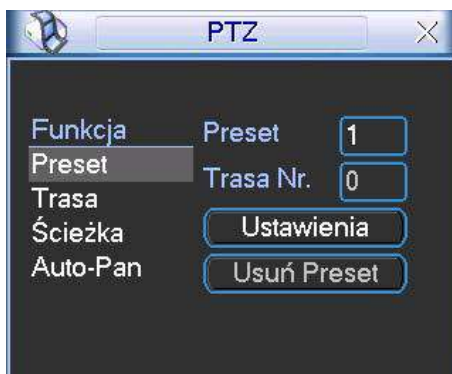 PTZ
Funkcja
Preset
Trasa
Ścieżka
Auto-Pan
Preset 1
Trasa Nr. 0
Ustawienia
Usuń Preset